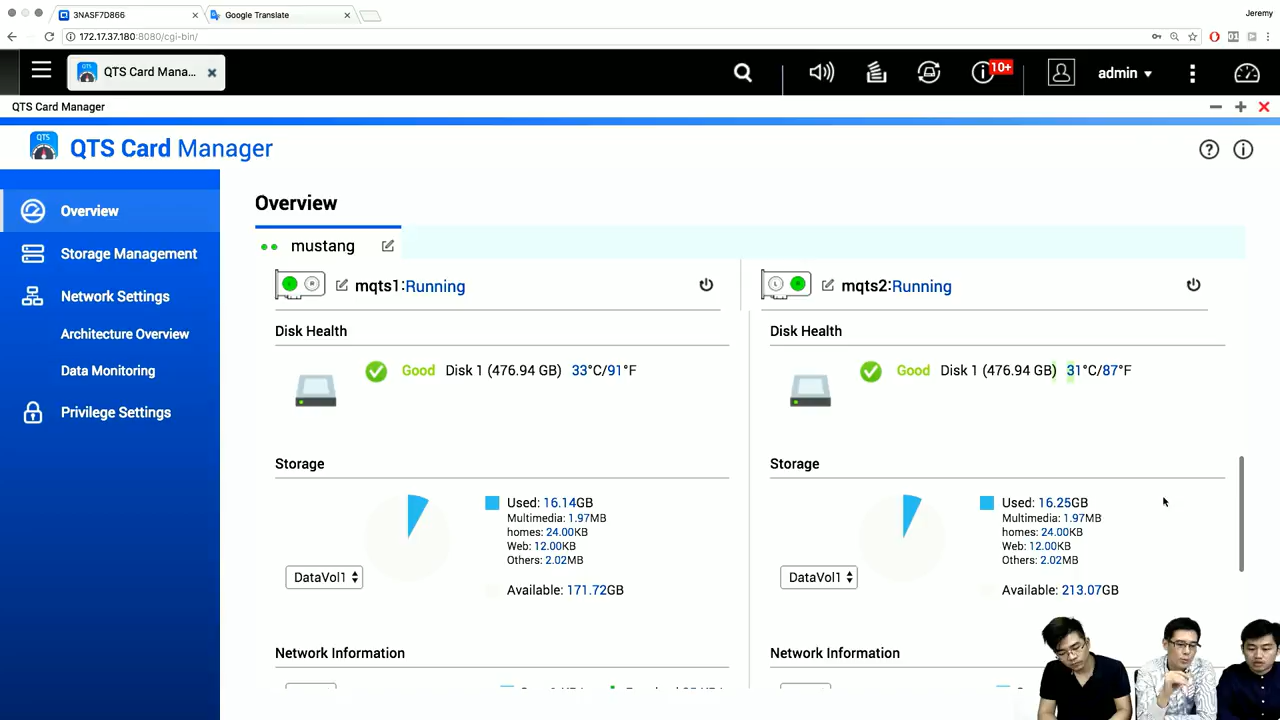 3NASF7D866
Google Translate
Jeremy
172.17.37.180:8080/cgi-bin/
QTS Card Mana...
10+
admin
QTS Card Manager
QTS
QTS Card Manager
Overview
Storage Management
Network Settings
Architecture Overview
Data Monitoring
Privilege Settings
Overview
mustang
L R
mqts1:Running
Disk Health
Good Disk 1 (476.94 GB) 33°C/91°F
Storage
Used: 16.14GB
Multimedia: 1.97MB
homes: 24.00KB
Web: 12.00KB
Others: 2.02MB
DataVol1
Available: 171.72GB
Network Information
L R
mqts2:Running
Disk Health
Good Disk 1 (476.94 GB) 31°C/87°F
Storage
Used: 16.25GB
Multimedia: 1.97MB
homes: 24.00KB
Web: 12.00KB
Others: 2.02MB
DataVol1
Available: 213.07GB
Network Information